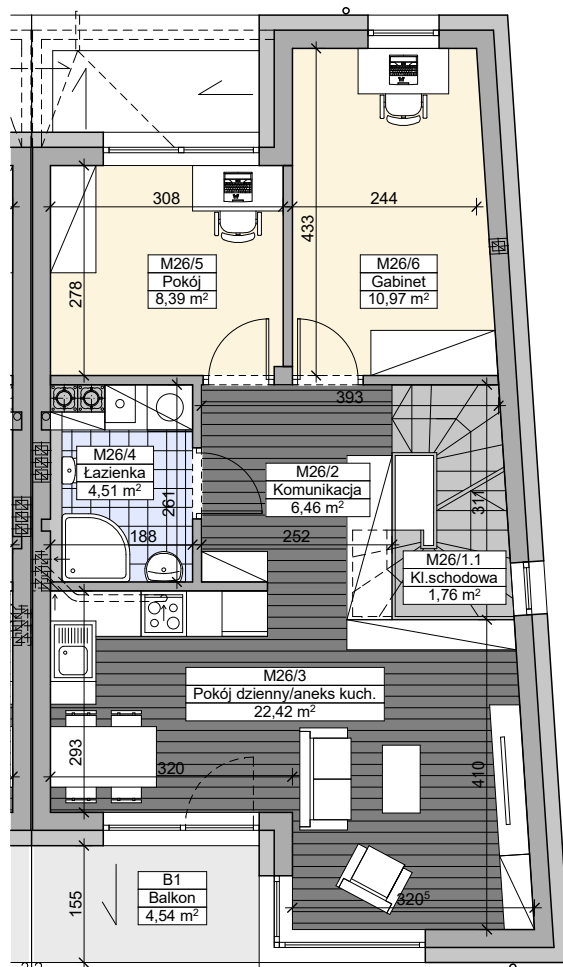 308
244
433
M26/5
Pokój
8,39 m²
M26/6
Gabinet
10,97 m²
278
393
M26/4
Łazienka
4,51 m²
261
M26/2
Komunikacja
6,46 m²
311
188
252
M26/1.1
Kl.schodowa
1,76 m²
M26/3
Pokój dzienny/aneks kuch.
22,42 m²
293
320
410
B1
Balkon
4,54 m²
155
320⁵